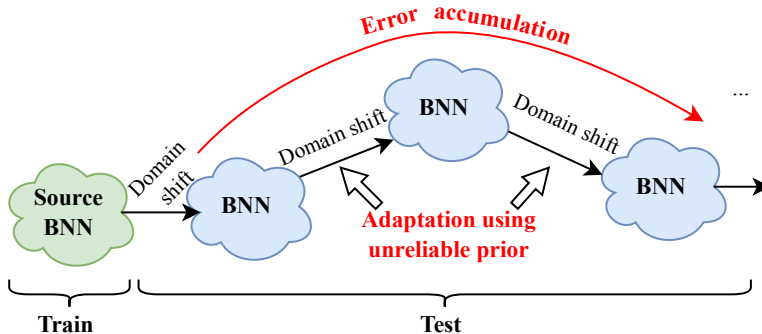 Error accumulation
...
BNN
Domain shift
Domain shift
Domain
shift
BNN
BNN
Source
BNN
Adaptation using
unreliable prior
Train
Test